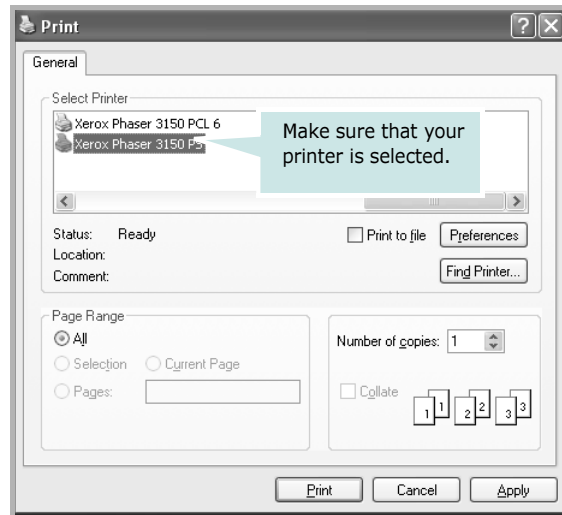 Print
General
Select Printer
Xerox Phaser 3150 PCL 6
Xerox Phaser 3150 PS
Make sure that your
printer is selected.
Status: Ready
Print to file
Preferences
Location:
Comment:
Find Printer...
Page Range
All
Selection
Current Page
Pages:
Number of copies: 1
Collate
1 1 2 2 3 3
Print
Cancel
Apply